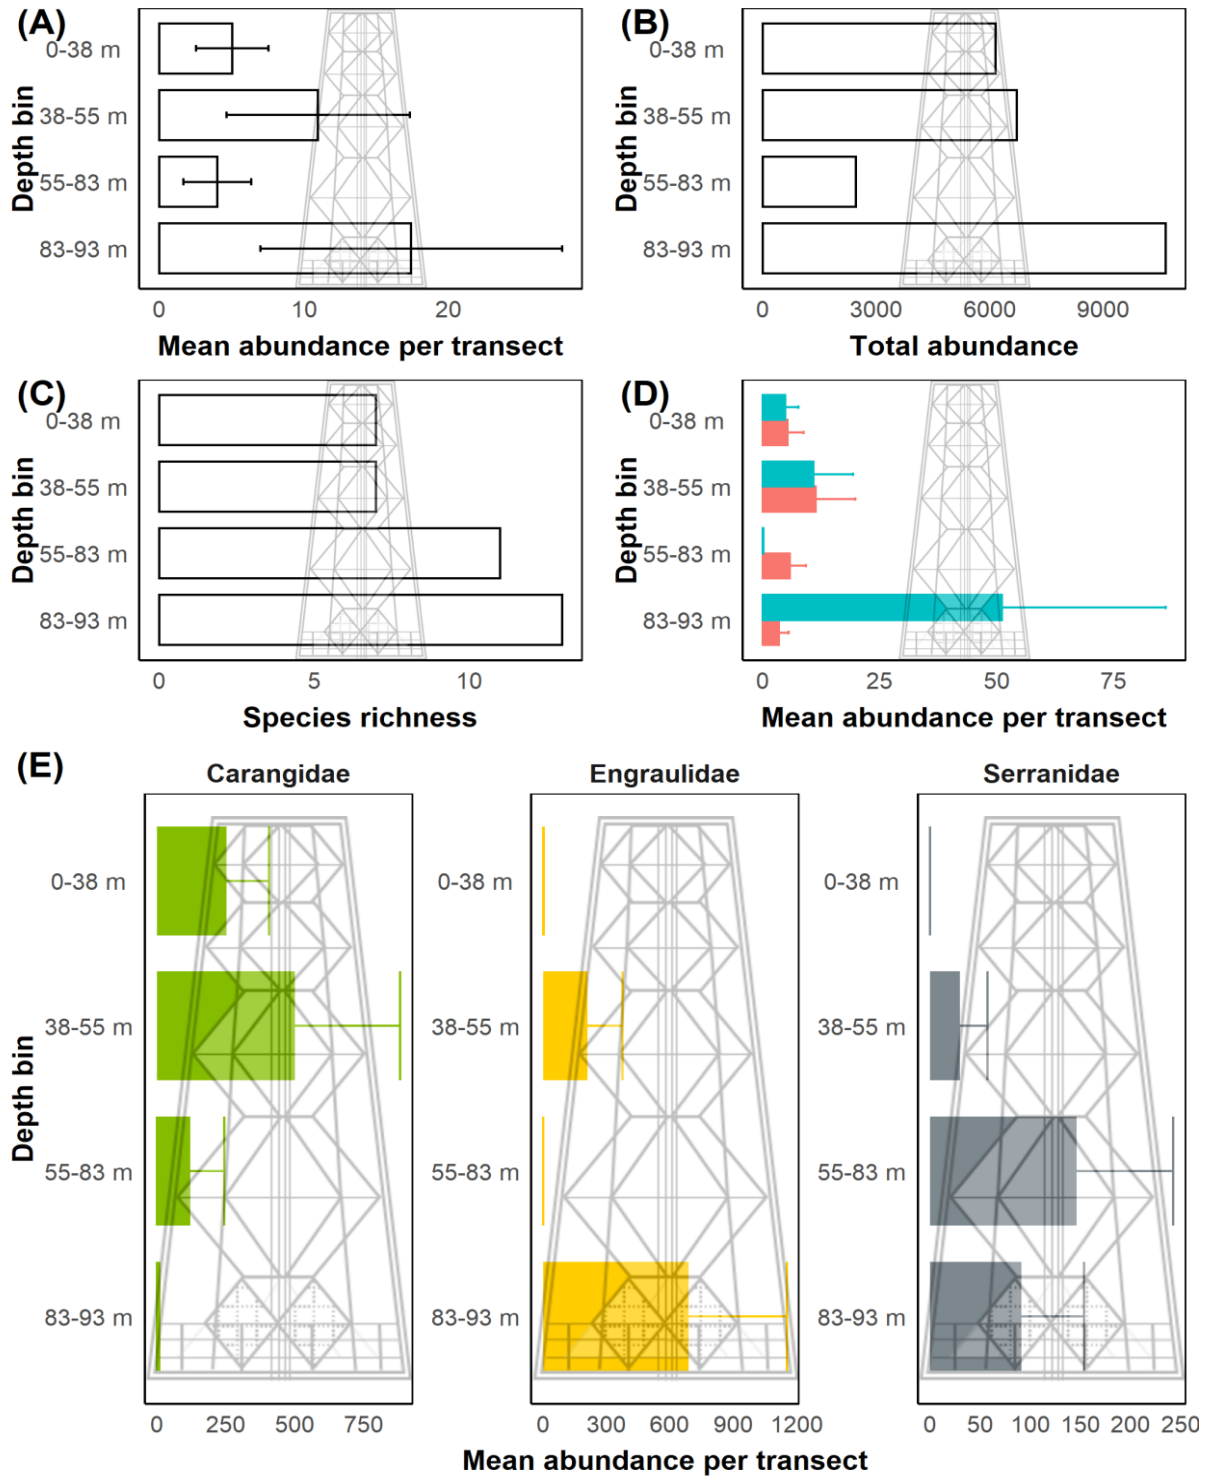 (A)
Depth bin
0-38 m
38-55 m
55-83 m
83-93 m
0 10 20
Mean abundance per transect
(B)
Depth bin
0-38 m
38-55 m
55-83 m
83-93 m
0 3000 6000 9000
Total abundance
(C)
Depth bin
0-38 m
38-55 m
55-83 m
83-93 m
0 5 10
Species richness
(D)
Depth bin
0-38 m
38-55 m
55-83 m
83-93 m
0 25 50 75
Mean abundance per transect
(E)
Depth bin
Carangidae
0-38 m
38-55 m
55-83 m
83-93 m
0 250 500 750
Engraulidae
0-38 m
38-55 m
55-83 m
83-93 m
0 300 600 900 1200
Serranidae
0-38 m
38-55 m
55-83 m
83-93 m
0 50 100 150 200 250
Mean abundance per transect